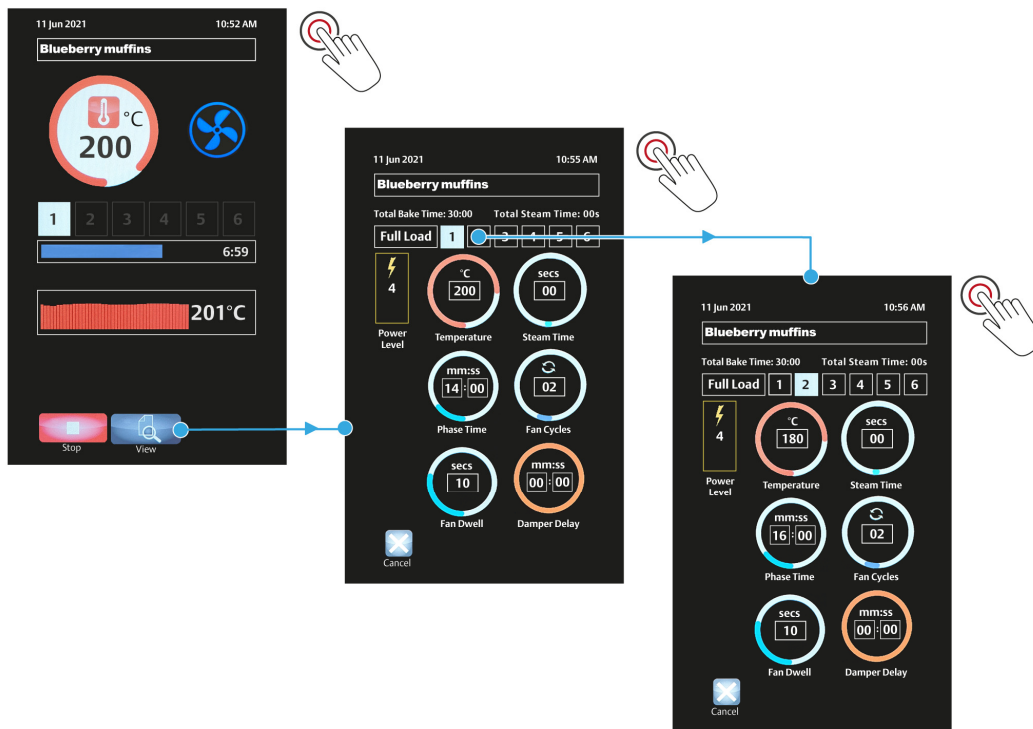 11 Jun 2021 10:52 AM
Blueberry muffins
°C
200
1 2 3 4 5 6
6:59
201°C
Stop View
11 Jun 2021 10:55 AM
Blueberry muffins
Total Bake Time: 30:00 Total Steam Time: 00s
Full Load 1 3 4 5 6
4
Power
Level
°C
200
Temperature
secs
00
Steam Time
mm:ss
14:00
Phase Time
02
Fan Cycles
secs
10
Fan Dwell
mm:ss
00:00
Damper Delay
Cancel
11 Jun 2021 10:56 AM
Blueberry muffins
Total Bake Time: 30:00 Total Steam Time: 00s
Full Load 1 2 3 4 5 6
4
Power
Level
°C
180
Temperature
secs
00
Steam Time
mm:ss
16:00
Phase Time
02
Fan Cycles
secs
10
Fan Dwell
mm:ss
00:00
Damper Delay
Cancel